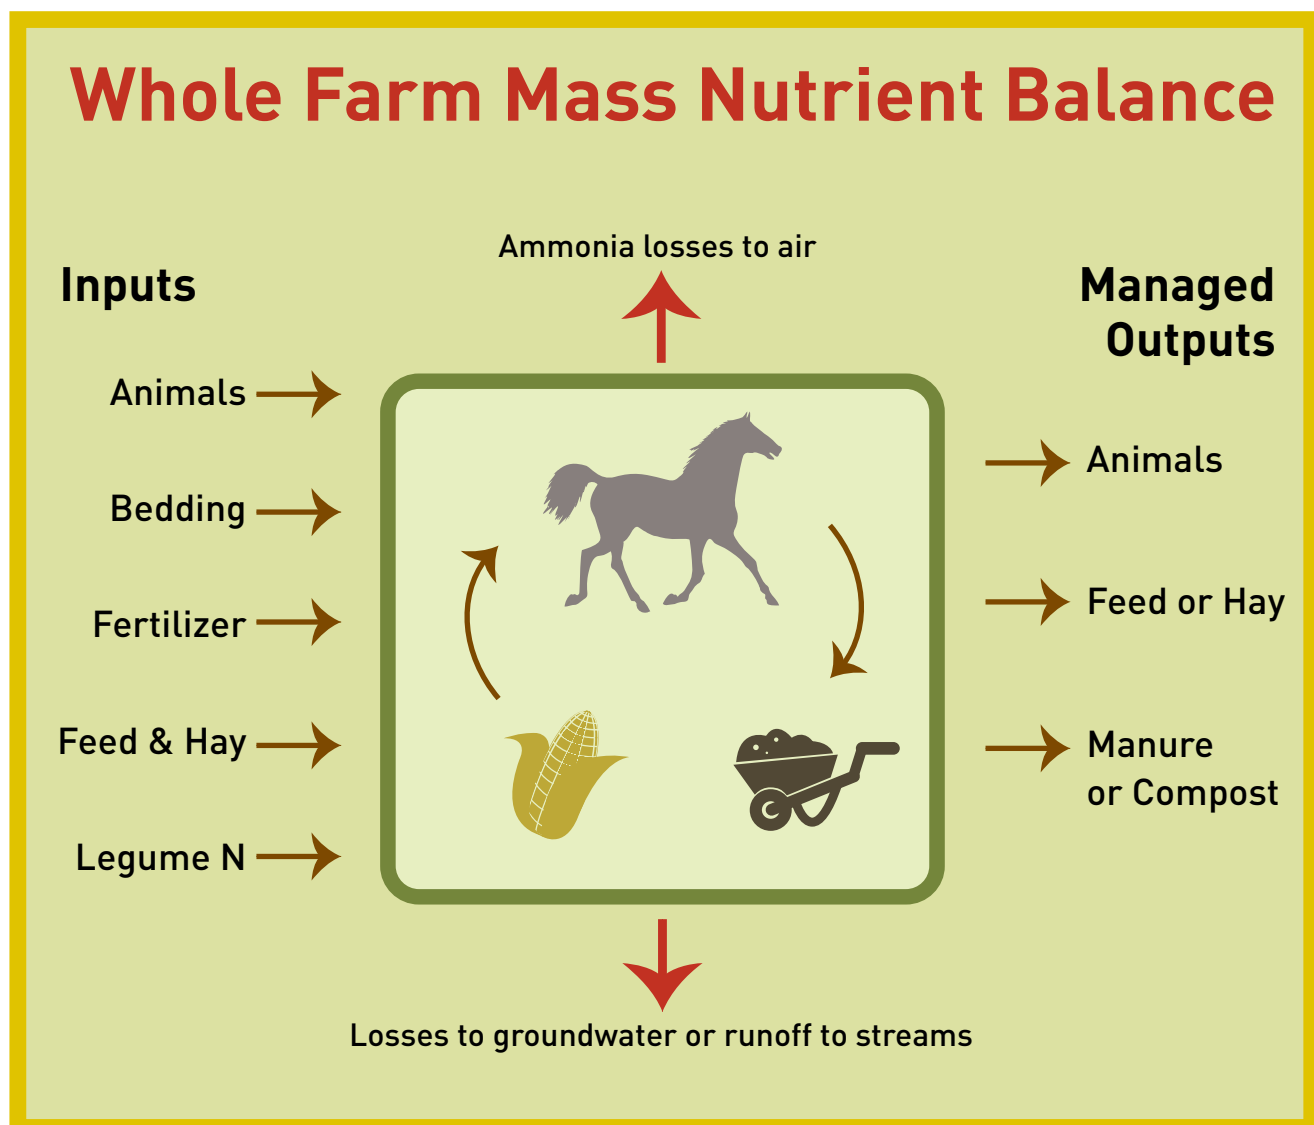 Whole Farm Mass Nutrient Balance
Ammonia losses to air
Inputs
Animals
Bedding
Fertilizer
Feed & Hay
Legume N
Managed
Outputs
Animals
Feed or Hay
Manure
or Compost
Losses to groundwater or runoff to streams